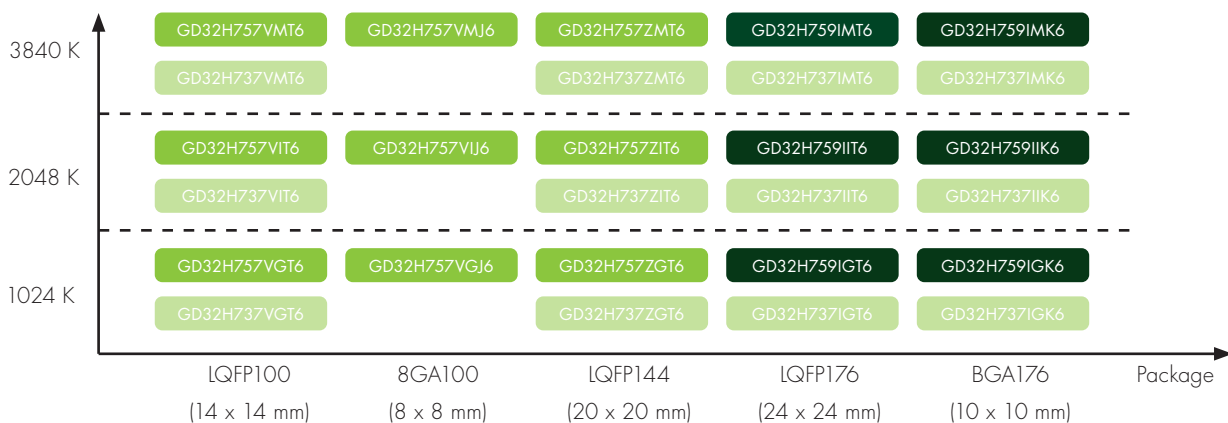 3840 K
GD32H757VMT6 GD32H757VMJ6 GD32H757ZMT6 GD32H759IMT6 GD32H759IMK6
GD32H737VMT6 GD32H737ZMT6 GD32H737IMT6 GD32H737IMK6
2048 K
GD32H757VIT6 GD32H757VIJ6 GD32H757ZIT6 GD32H759IIT6 GD32H759IIK6
GD32H737VIT6 GD32H737ZIT6 GD32H737IIT6 GD32H737IIK6
1024 K
GD32H757VGT6 GD32H757VGJ6 GD32H757ZGT6 GD32H759IGT6 GD32H759IGK6
GD32H737VGT6 GD32H737ZGT6 GD32H737IGT6 GD32H737IGK6
LQFP100 8GA100 LQFP144 LQFP176 BGA176 Package
(14 x 14 mm) (8 x 8 mm) (20 x 20 mm) (24 x 24 mm) (10 x 10 mm)